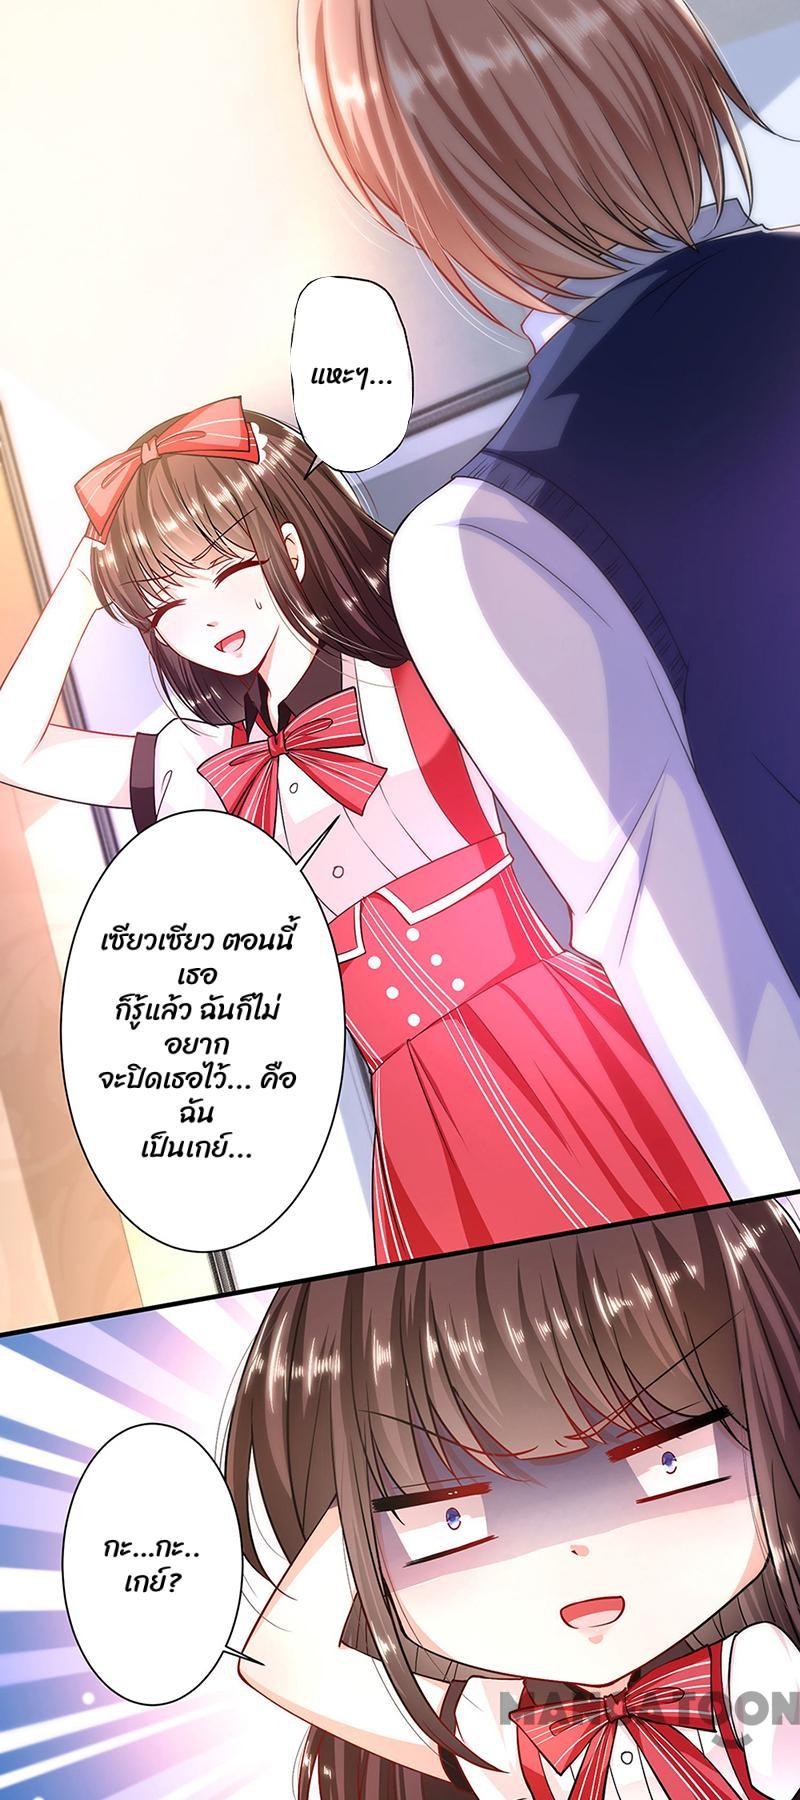 แหะๆ...
เซียวเซียว ตอนนี้
เธอ
ก็รู้แล้ว ฉันก็ไม่
อยาก
จะปิดเธอไว้... คือ
ฉัน
เป็นเกย์...
กะ...กะ..
เกย์?
MANGATOON